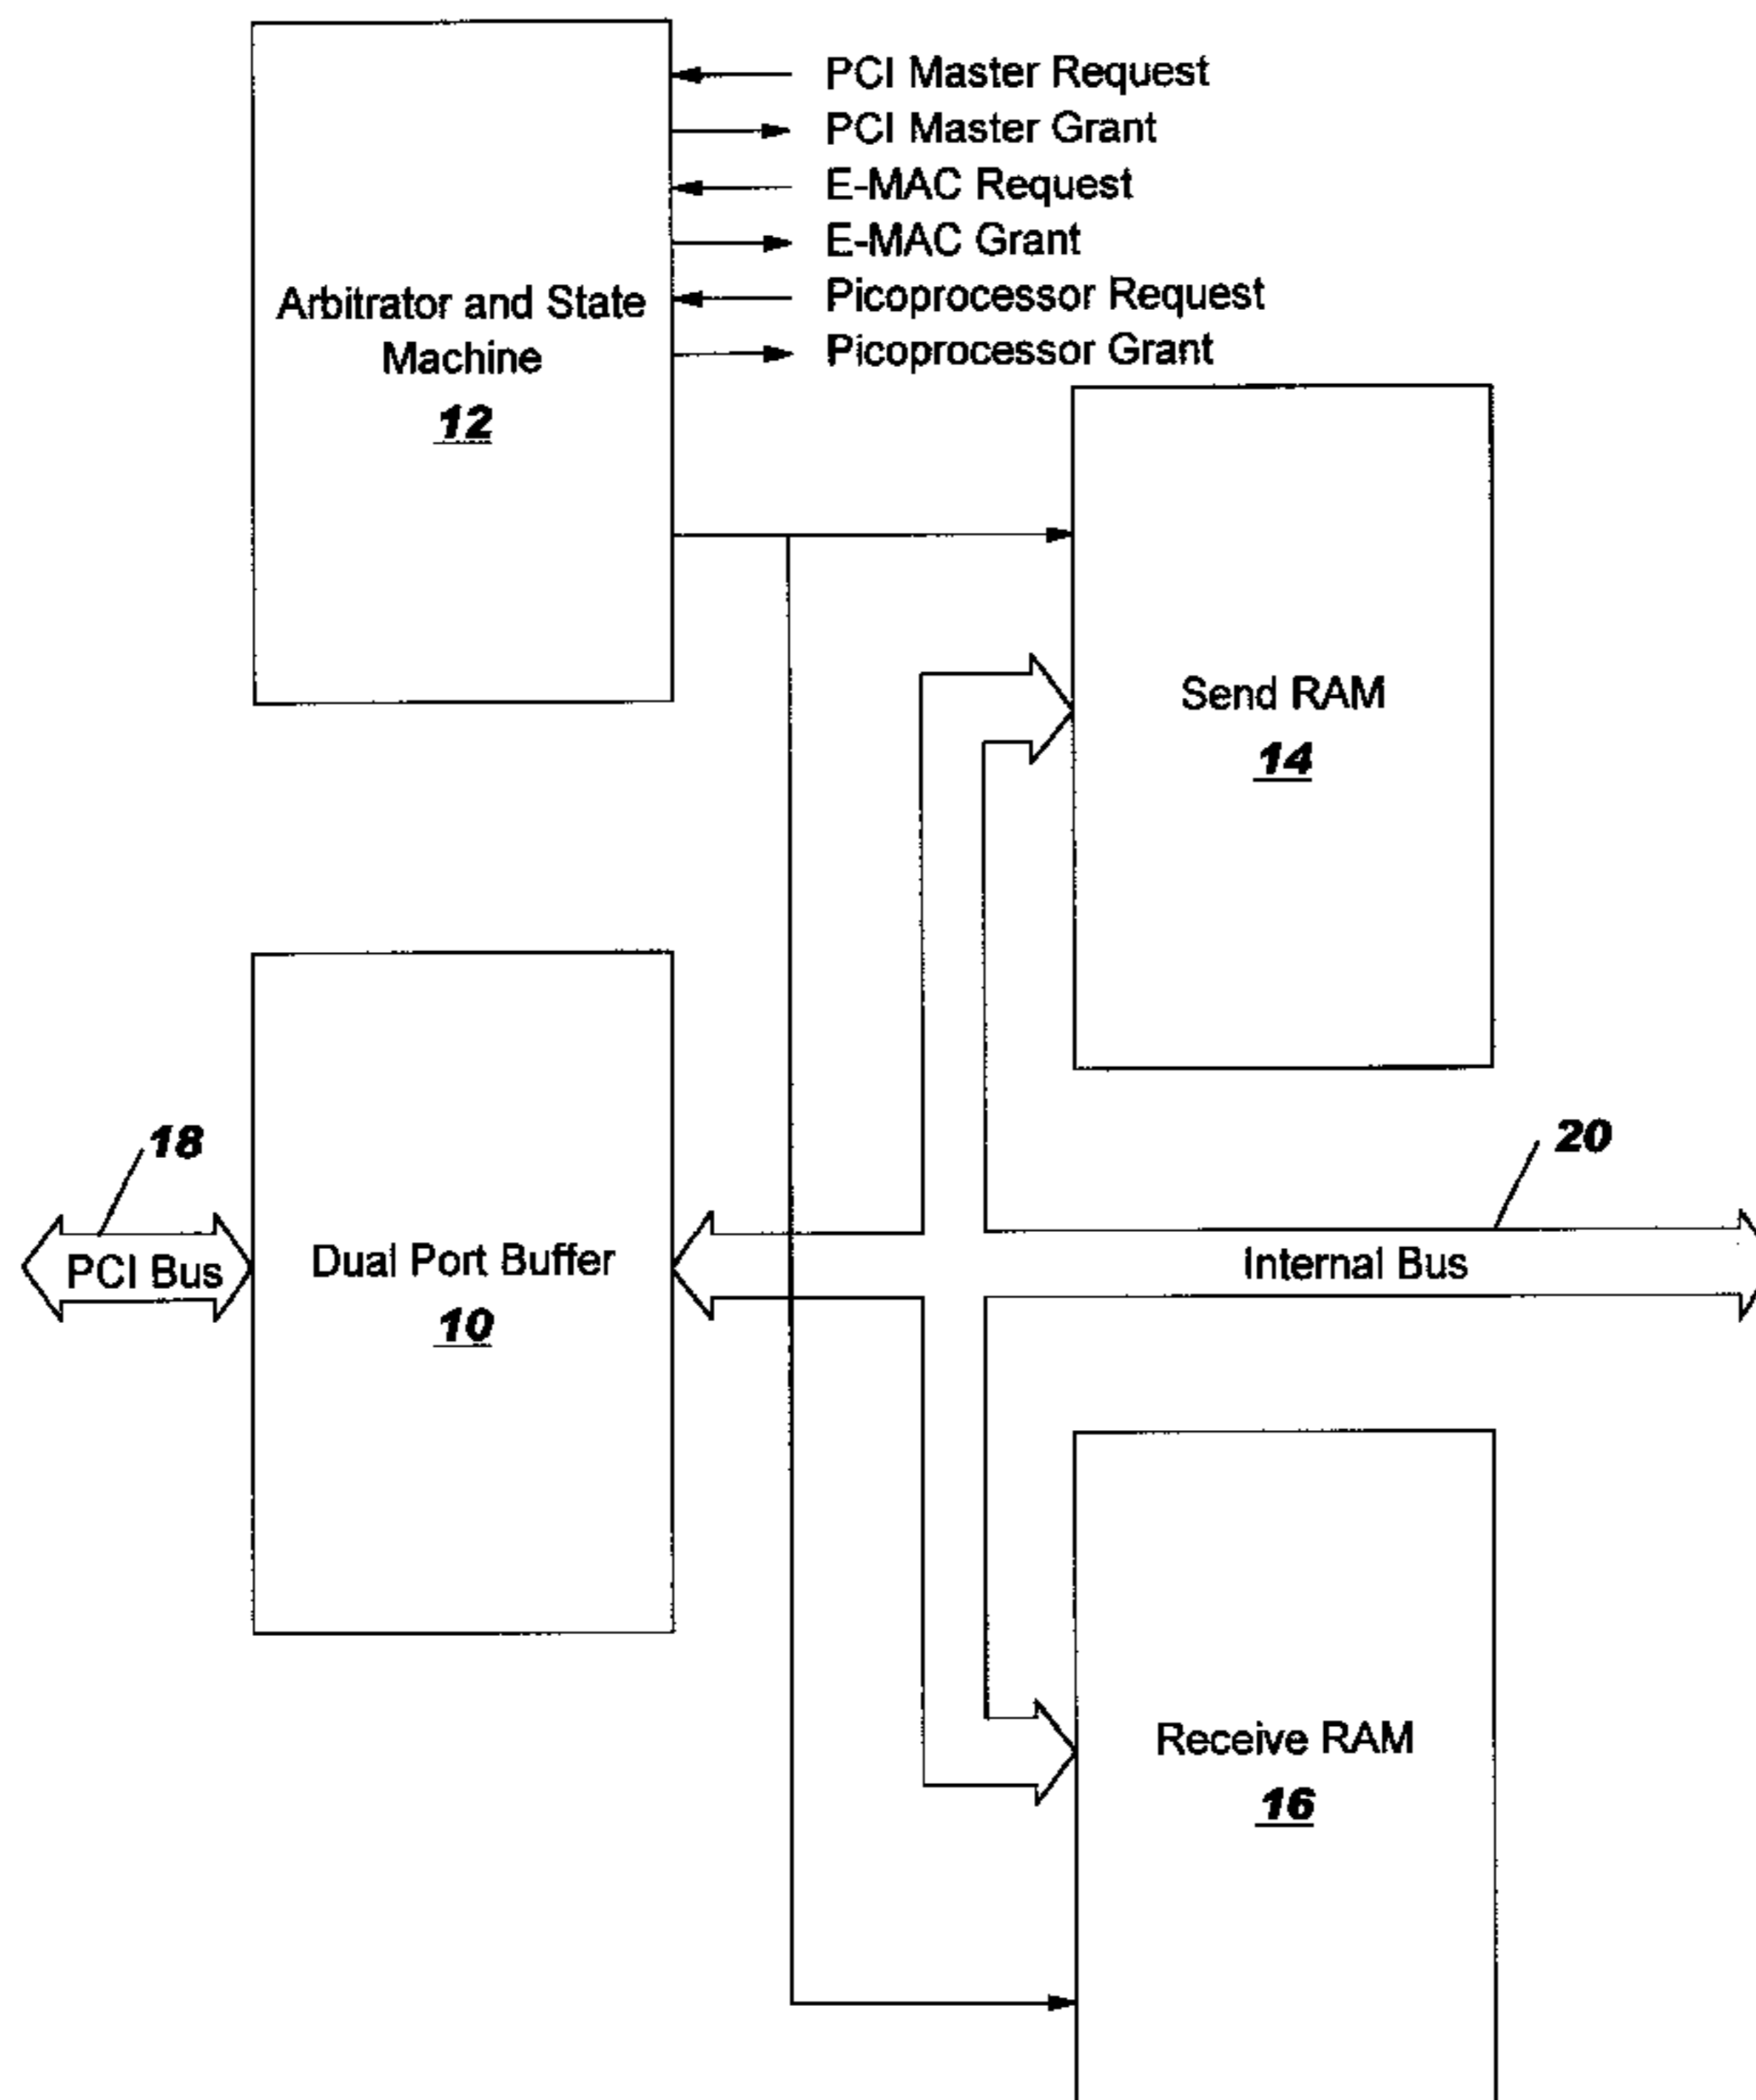 PCI Master Request
PCI Master Grant
E-MAC Request
E-MAC Grant
Picoprocessor Request
Picoprocessor Grant
Arbitrator and State
Machine
12
Send RAM
14
18
PCI Bus
Dual Port Buffer
10
20
Internal Bus
Receive RAM
16